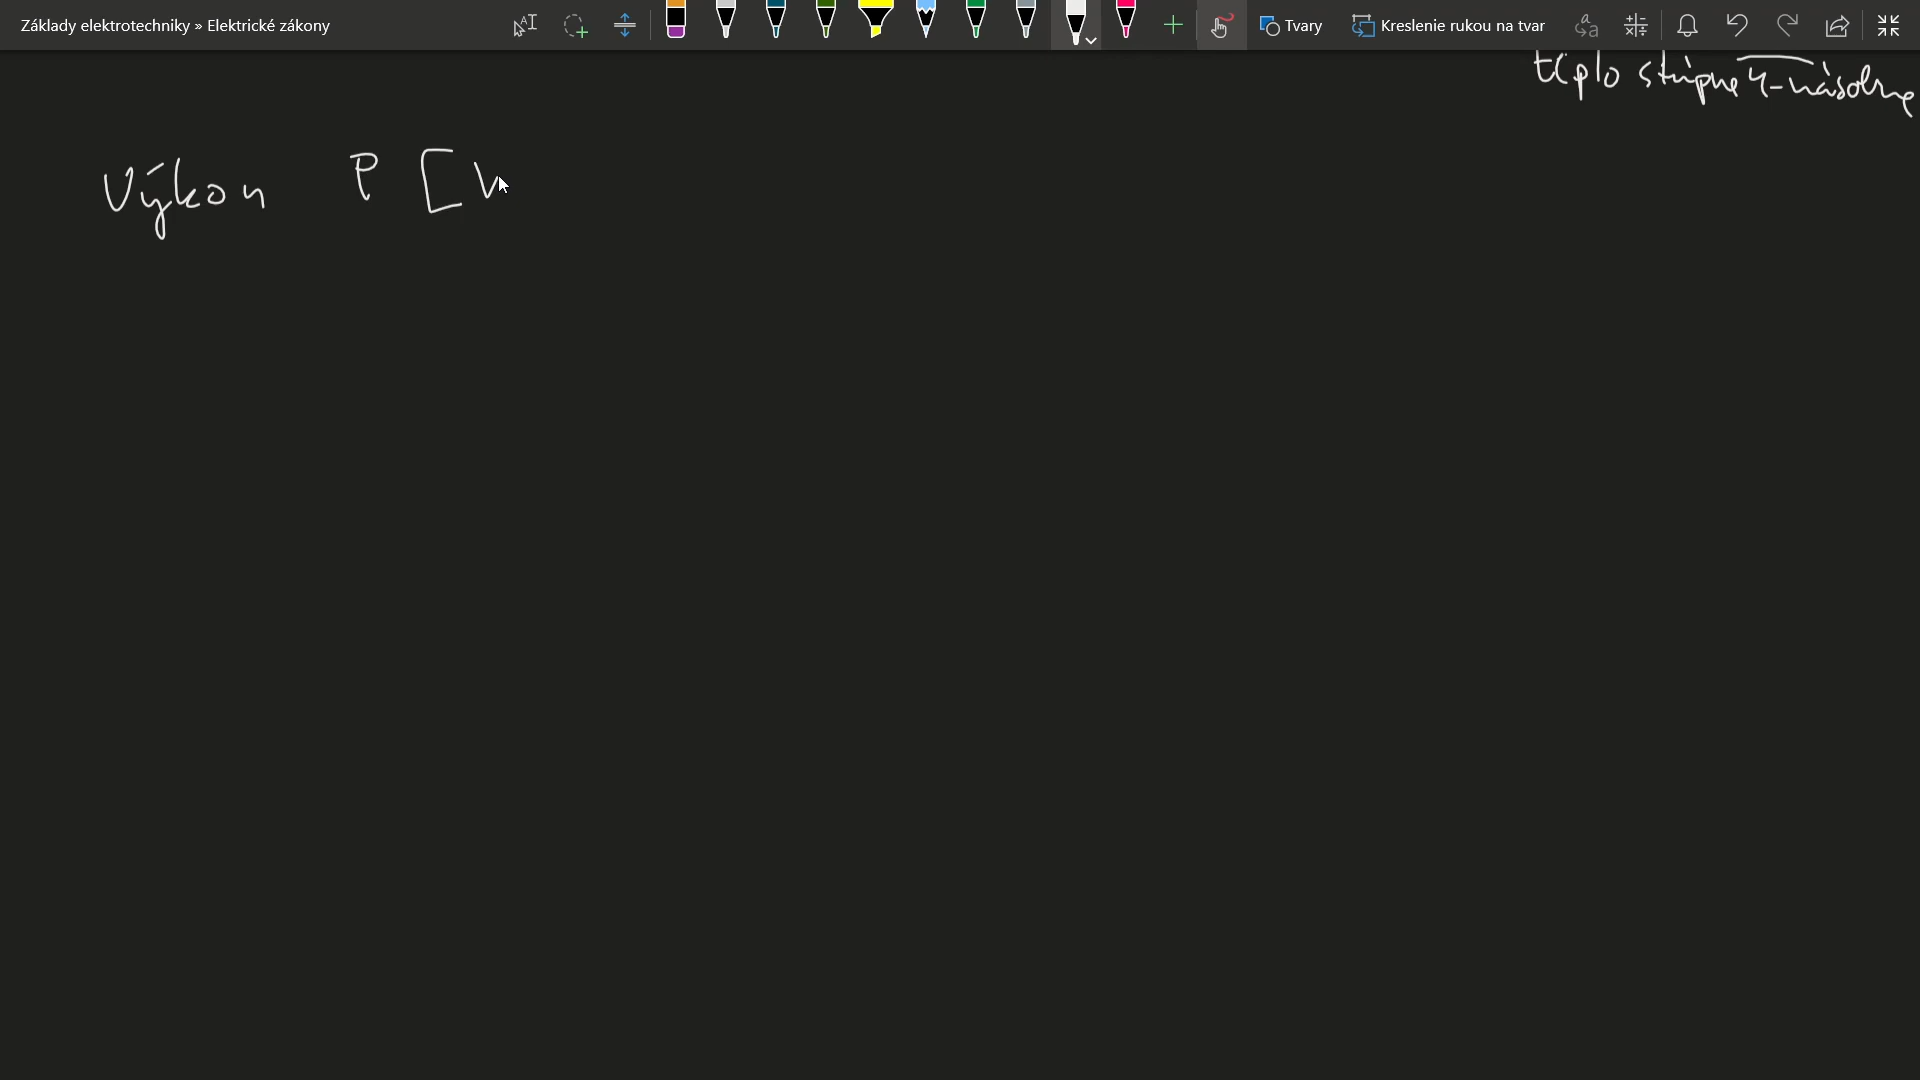 Základy elektrotechniky » Elektrické zákony
Tvary
Kreslenie rukou na tvar
teplo stúpne 4-násobne
Výkon P [W